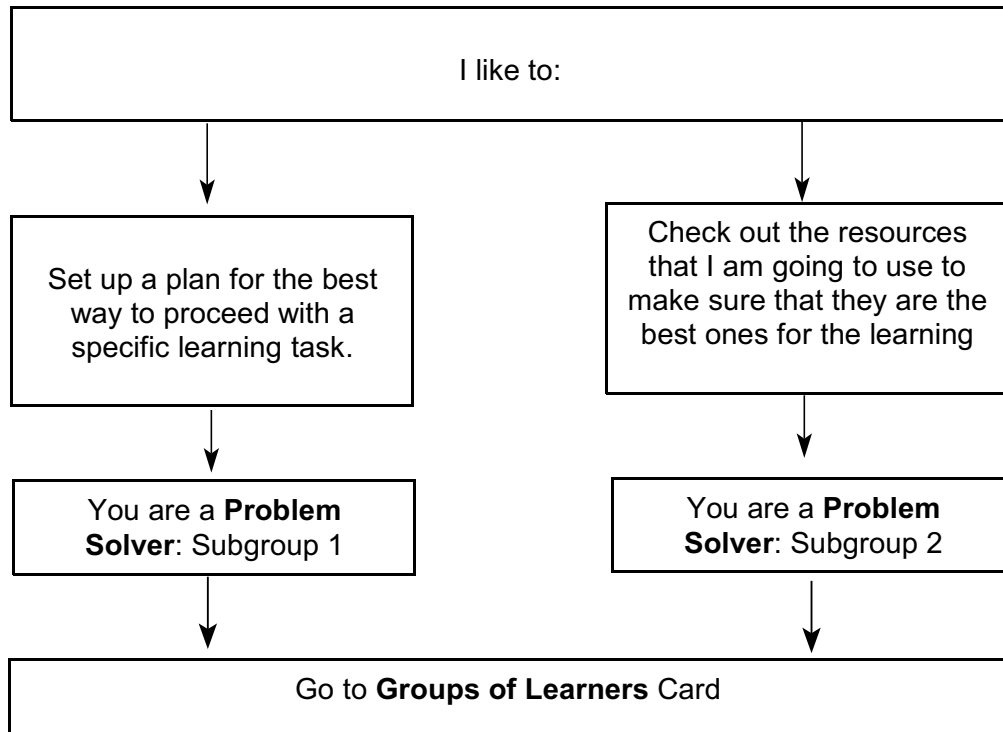 I like to:
Set up a plan for the best
way to proceed with a
specific learning task.
Check out the resources
that I am going to use to
make sure that they are the
best ones for the learning
You are a Problem
Solver: Subgroup 1
You are a Problem
Solver: Subgroup 2
Go to Groups of Learners Card